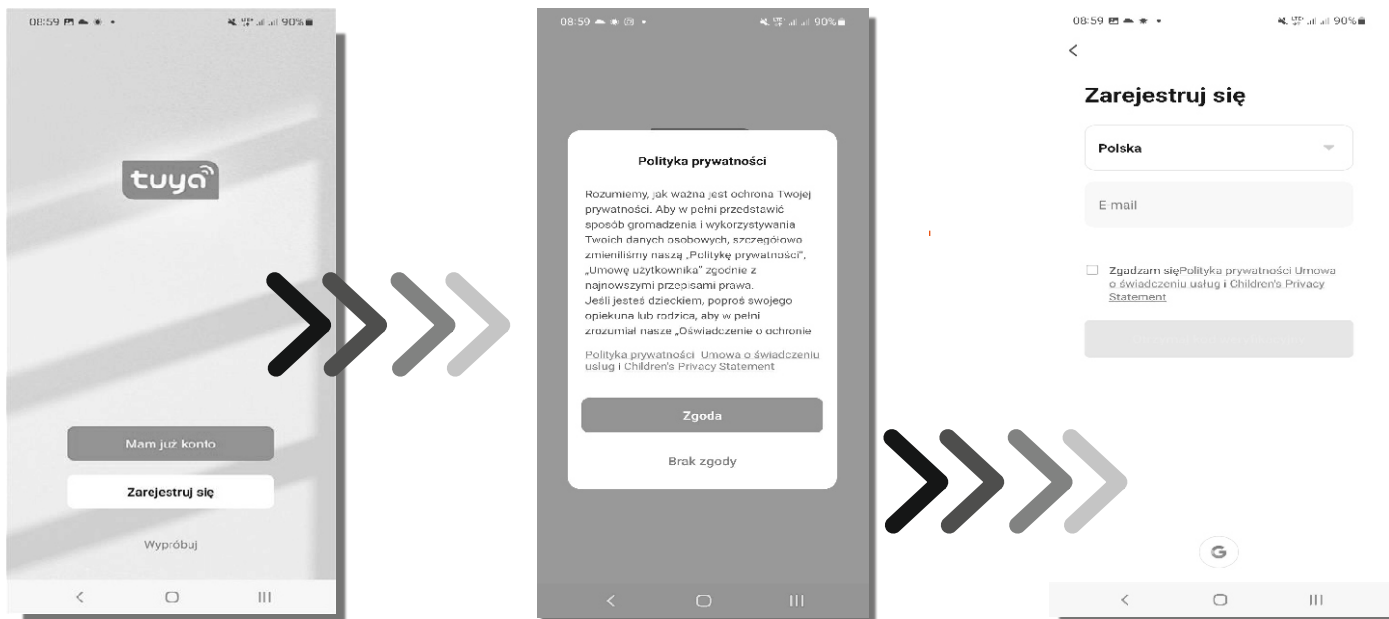 08:59
90%
tuya
Mam już konto
Zarejestruj się
Wypróbuj
08:59
90%
Polityka prywatności
Rozumiemy, jak ważna jest ochrona Twojej
prywatności. Aby w pełni przedstawić
sposób gromadzenia i wykorzystywania
Twoich danych osobowych, szczegółowo
zmieniliśmy naszą „Politykę prywatności”,
„Umowę użytkownika” zgodnie z
najnowszymi przepisami prawa.
Jeśli jesteś dzieckiem, poproś swojego
opiekuna lub rodzica, aby w pełni
zrozumiał nasze „Oświadczenie o ochronie
Polityka prywatności Umowa o świadczeniu
usług i Children's Privacy Statement
Zgoda
Brak zgody
08:59
90%
Zarejestruj się
Polska
E-mail
Zgadzam sięPolityka prywatności Umowa
o świadczeniu usług i Children's Privacy
Statement
G